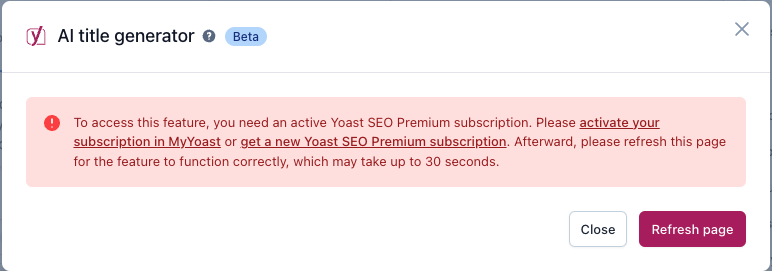 AI title generator ? Beta
To access this feature, you need an active Yoast SEO Premium subscription. Please activate your
subscription in MyYoast or get a new Yoast SEO Premium subscription. Afterward, please refresh this page
for the feature to function correctly, which may take up to 30 seconds.
Close Refresh page